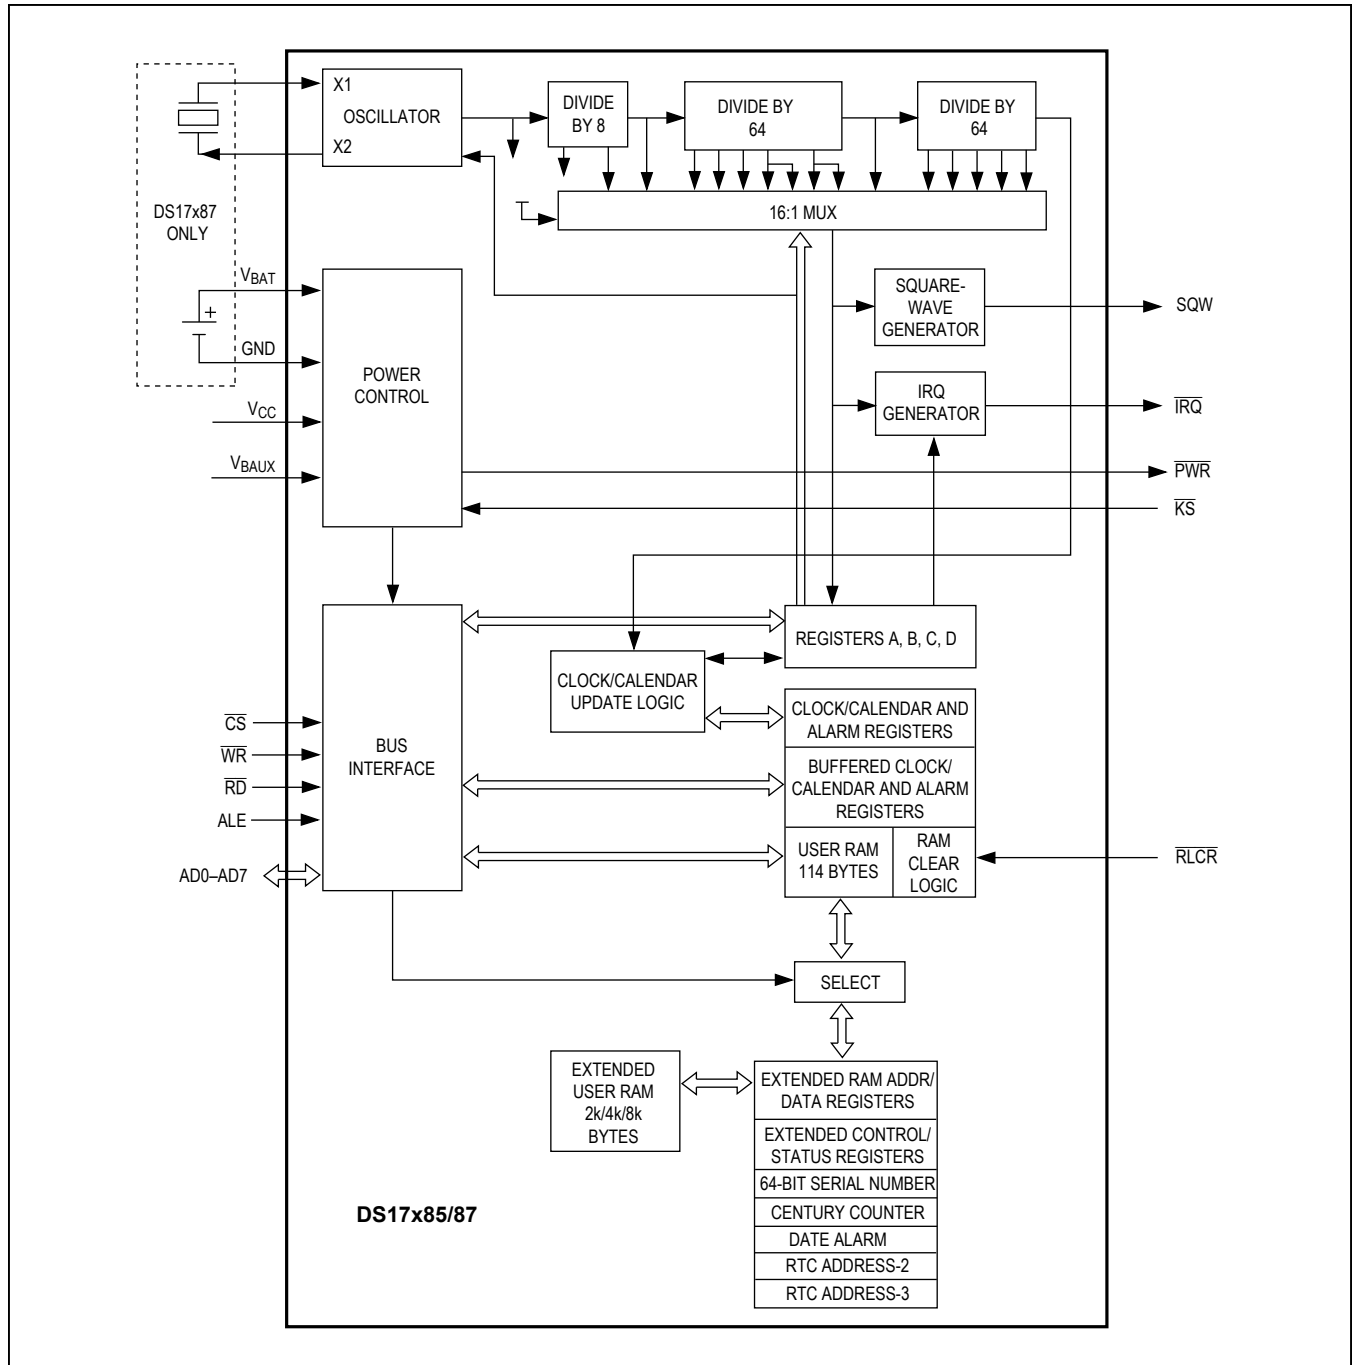 X1
OSCILLATOR
X2
DIVIDE
BY 8
DIVIDE BY
64
DIVIDE BY
64
16:1 MUX
DS17x87
ONLY
VBAT
+
GND
VCC
VBAUX
POWER
CONTROL
SQUARE-
WAVE
GENERATOR
SQW
IRQ
GENERATOR
IRQ
PWR
KS
REGISTERS A, B, C, D
CLOCK/CALENDAR
UPDATE LOGIC
CS
WR
RD
ALE
AD0–AD7
BUS
INTERFACE
CLOCK/CALENDAR AND
ALARM REGISTERS
BUFFERED CLOCK/
CALENDAR AND ALARM
REGISTERS
USER RAM
114 BYTES
RAM
CLEAR
LOGIC
RLCR
SELECT
EXTENDED
USER RAM
2k/4k/8k
BYTES
EXTENDED RAM ADDR/
DATA REGISTERS
EXTENDED CONTROL/
STATUS REGISTERS
64-BIT SERIAL NUMBER
CENTURY COUNTER
DATE ALARM
RTC ADDRESS-2
RTC ADDRESS-3
DS17x85/87